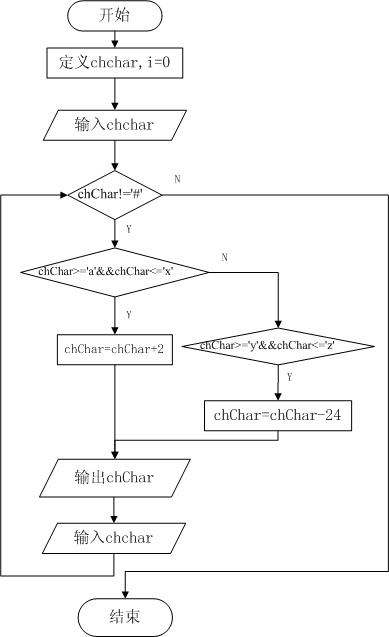 开始
定义chchar,i=0
输入chchar
chChar!='#'
N
Y
chChar>='a'&&chChar<='x'
N
Y
chChar=chChar+2
chChar>='y'&&chChar<='z'
Y
chChar=chChar-24
输出chChar
输入chchar
结束